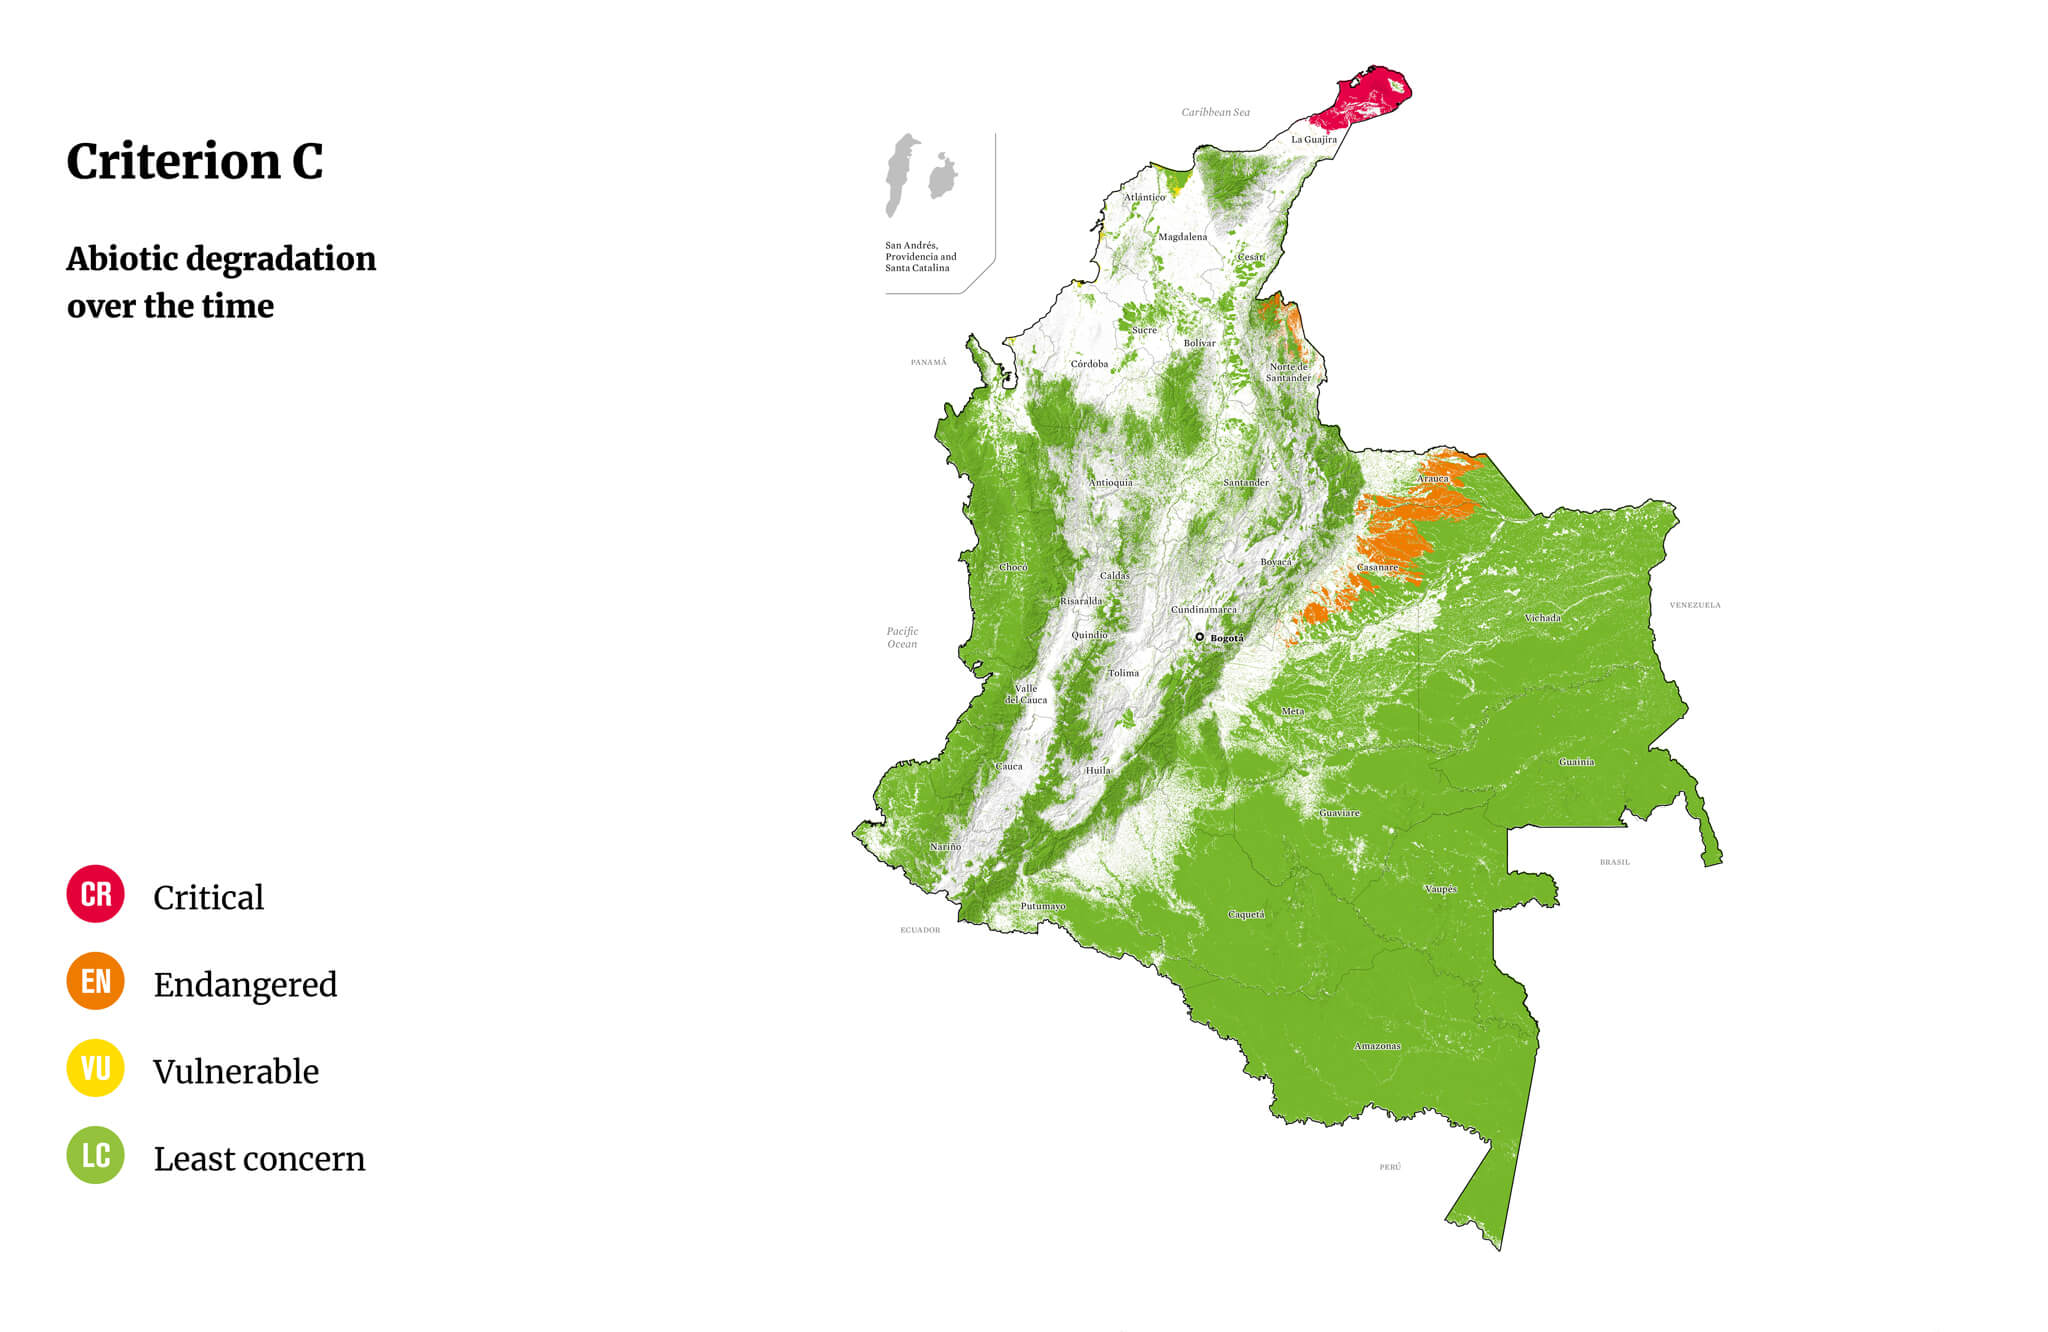 Criterion C
Abiotic degradation
over the time
CR Critical
EN Endangered
VU Vulnerable
LC Least concern
Caribbean Sea
La Guajira
San Andrés,
Providencia and
Santa Catalina
Atlántico
Magdalena
Cesar
Sucre
Bolívar
PANAMÁ
Córdoba
Norte de
Santander
Antioquia
Santander
Arauca
Chocó
Caldas
Boyacá
Casanare
Risaralda
Cundinamarca
VENEZUELA
Vichada
Pacific
Ocean
Quindío
Bogotá
Tolima
Valle
del Cauca
Meta
Cauca
Huila
Guainía
Guaviare
Nariño
BRASIL
Vaupés
Putumayo
Caquetá
ECUADOR
Amazonas
PERÚ